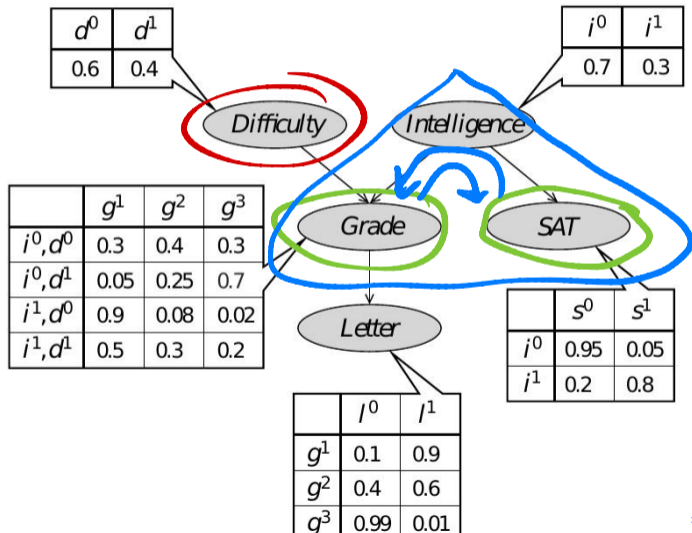 d⁰ d¹
0.6 0.4
i⁰ i¹
0.7 0.3
Difficulty
Intelligence
g¹ g² g³
i⁰,d⁰ 0.3 0.4 0.3
i⁰,d¹ 0.05 0.25 0.7
i¹,d⁰ 0.9 0.08 0.02
i¹,d¹ 0.5 0.3 0.2
Grade
SAT
s⁰ s¹
i⁰ 0.95 0.05
i¹ 0.2 0.8
Letter
l⁰ l¹
g¹ 0.1 0.9
g² 0.4 0.6
g³ 0.99 0.01